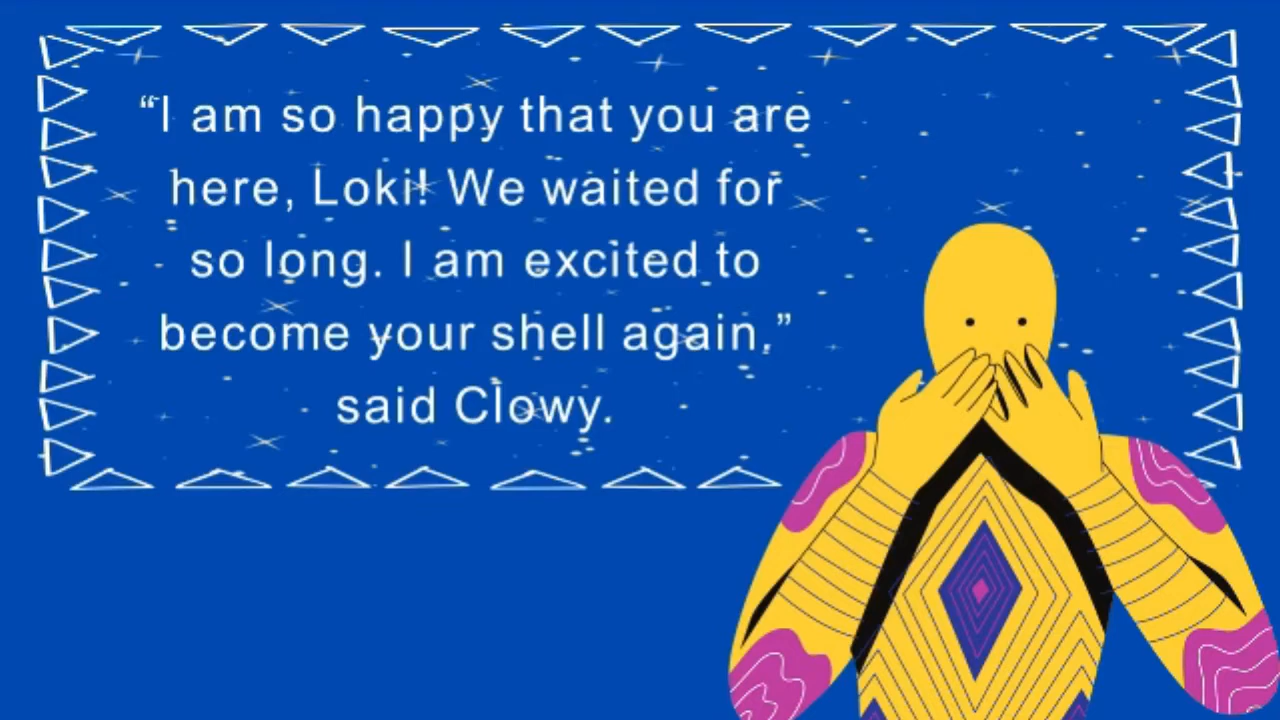 “I am so happy that you are
here, Loki! We waited for
so long. I am excited to
become your shell again.”
said Clowy.